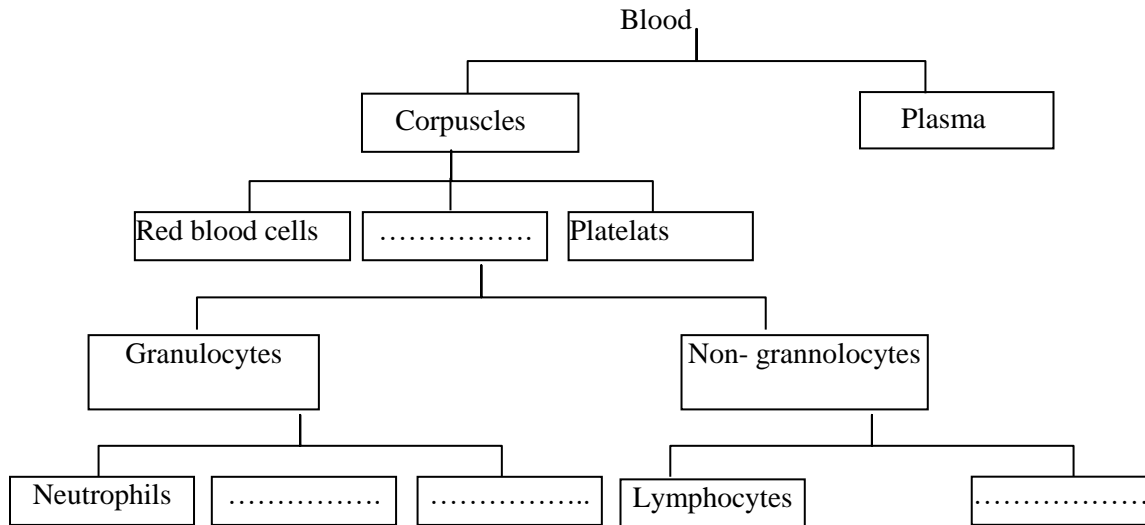 Blood
Corpuscles
Plasma
Red blood cells
…………….
Platelats
Granulocytes
Non- grannolocytes
Neutrophils
…………….
……………..
Lymphocytes
………………